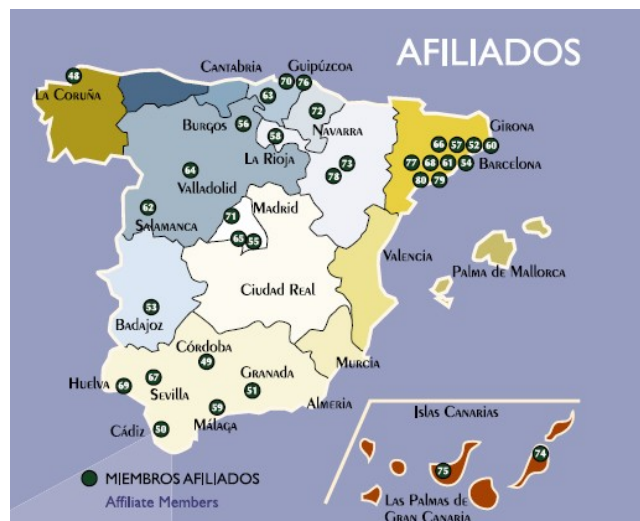 AFILIADOS
48
La Coruña
Cantabria
Guipúzcoa
70
76
63
72
Navarra
Burgos
56
58
La Rioja
Girona
66
57
52
60
77
68
61
54
Barcelona
80
79
64
Valladolid
73
78
62
Salamanca
71
Madrid
65
55
Valencia
Palma de Mallorca
Ciudad Real
53
Badajoz
Córdoba
49
Murcia
Huelva
69
67
Sevilla
Granada
51
59
Málaga
Almería
Cádiz
50
Islas Canarias
75
74
Las Palmas de
Gran Canaria
MIEMBROS AFILIADOS
Affiliate Members